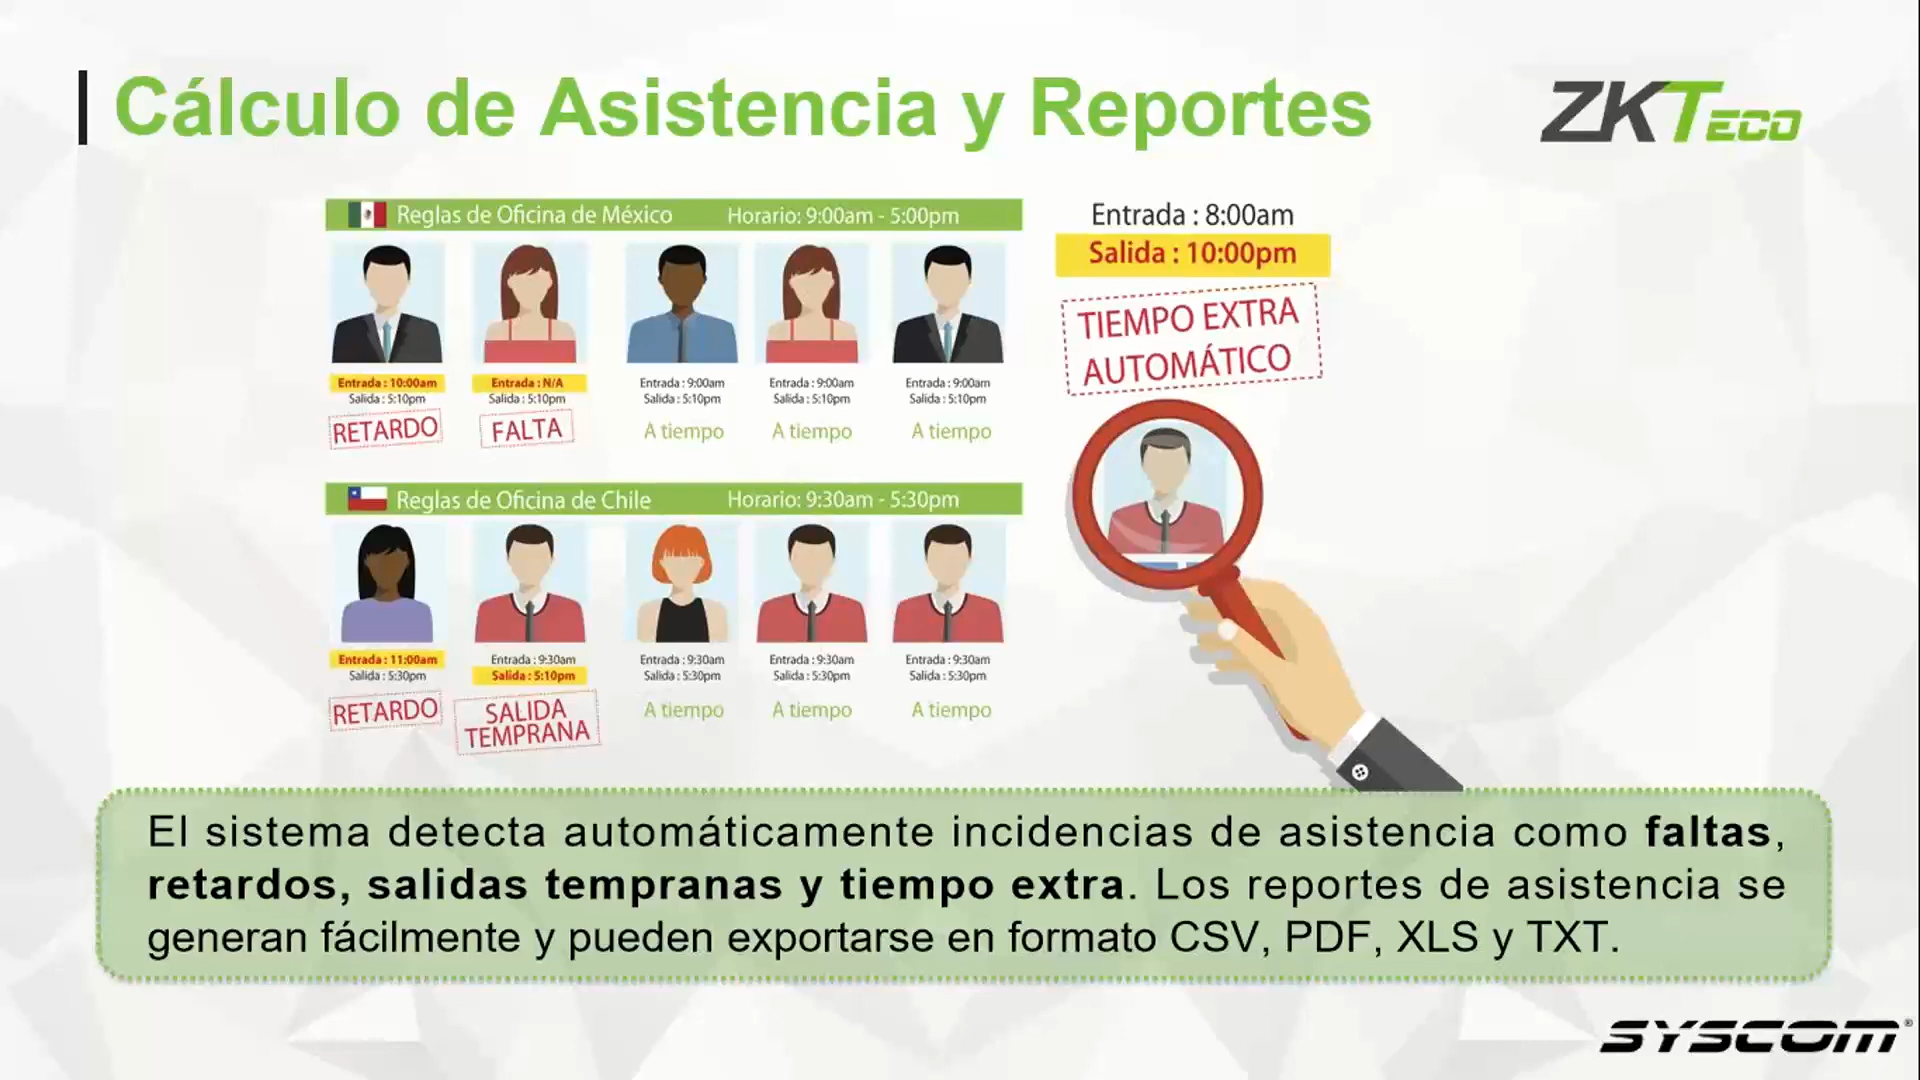 Cálculo de Asistencia y Reportes
ZKTECO
Reglas de Oficina de México Horario: 9:00am - 5:00pm
Entrada : 10:00am
Salida : 5:10pm
RETARDO
Entrada : N/A
Salida : 5:10pm
FALTA
Entrada : 9:00am
Salida : 5:10pm
A tiempo
Entrada : 9:00am
Salida : 5:10pm
A tiempo
Entrada : 9:00am
Salida : 5:10pm
A tiempo
Entrada : 8:00am
Salida : 10:00pm
TIEMPO EXTRA
AUTOMÁTICO
Reglas de Oficina de Chile Horario: 9:30am - 5:30pm
Entrada : 11:00am
Salida : 5:30pm
RETARDO
Entrada : 9:30am
Salida : 5:10pm
SALIDA
TEMPRANA
Entrada : 9:30am
Salida : 5:30pm
A tiempo
Entrada : 9:30am
Salida : 5:30pm
A tiempo
Entrada : 9:30am
Salida : 5:30pm
A tiempo
El sistema detecta automáticamente incidencias de asistencia como faltas,
retardos, salidas tempranas y tiempo extra. Los reportes de asistencia se
generan fácilmente y pueden exportarse en formato CSV, PDF, XLS y TXT.
SYSCOM®